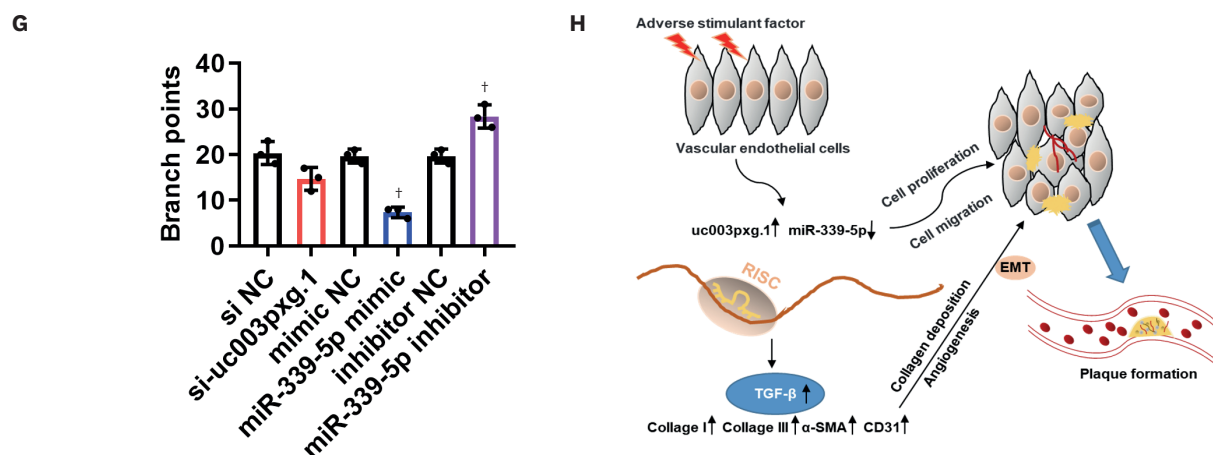 G
Branch points
40
30
20
10
0
†
†
si NC
si-uc003pxg.1
mimic NC
miR-339-5p mimic
inhibitor NC
miR-339-5p inhibitor
H
Adverse stimulant factor
Vascular endothelial cells
uc003pxg.1 miR-339-5p
Cell proliferation
Cell migration
RISC
EMT
Collagen deposition
Angiogenesis
TGF-β
Collage I Collage III α-SMA CD31
Plaque formation